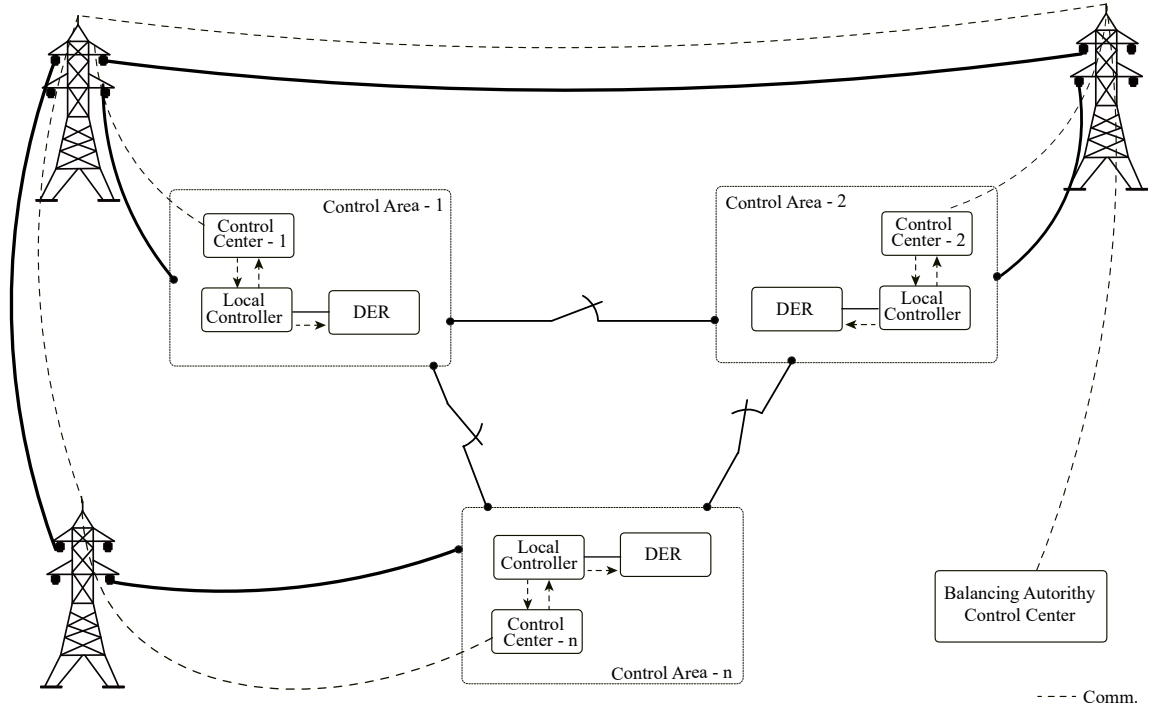 Control Area - 1
Control
Center - 1
Local
Controller
DER
Control Area - 2
Control
Center - 2
DER
Local
Controller
Local
Controller
DER
Control
Center - n
Control Area - n
Balancing Autorithy
Control Center
Comm.